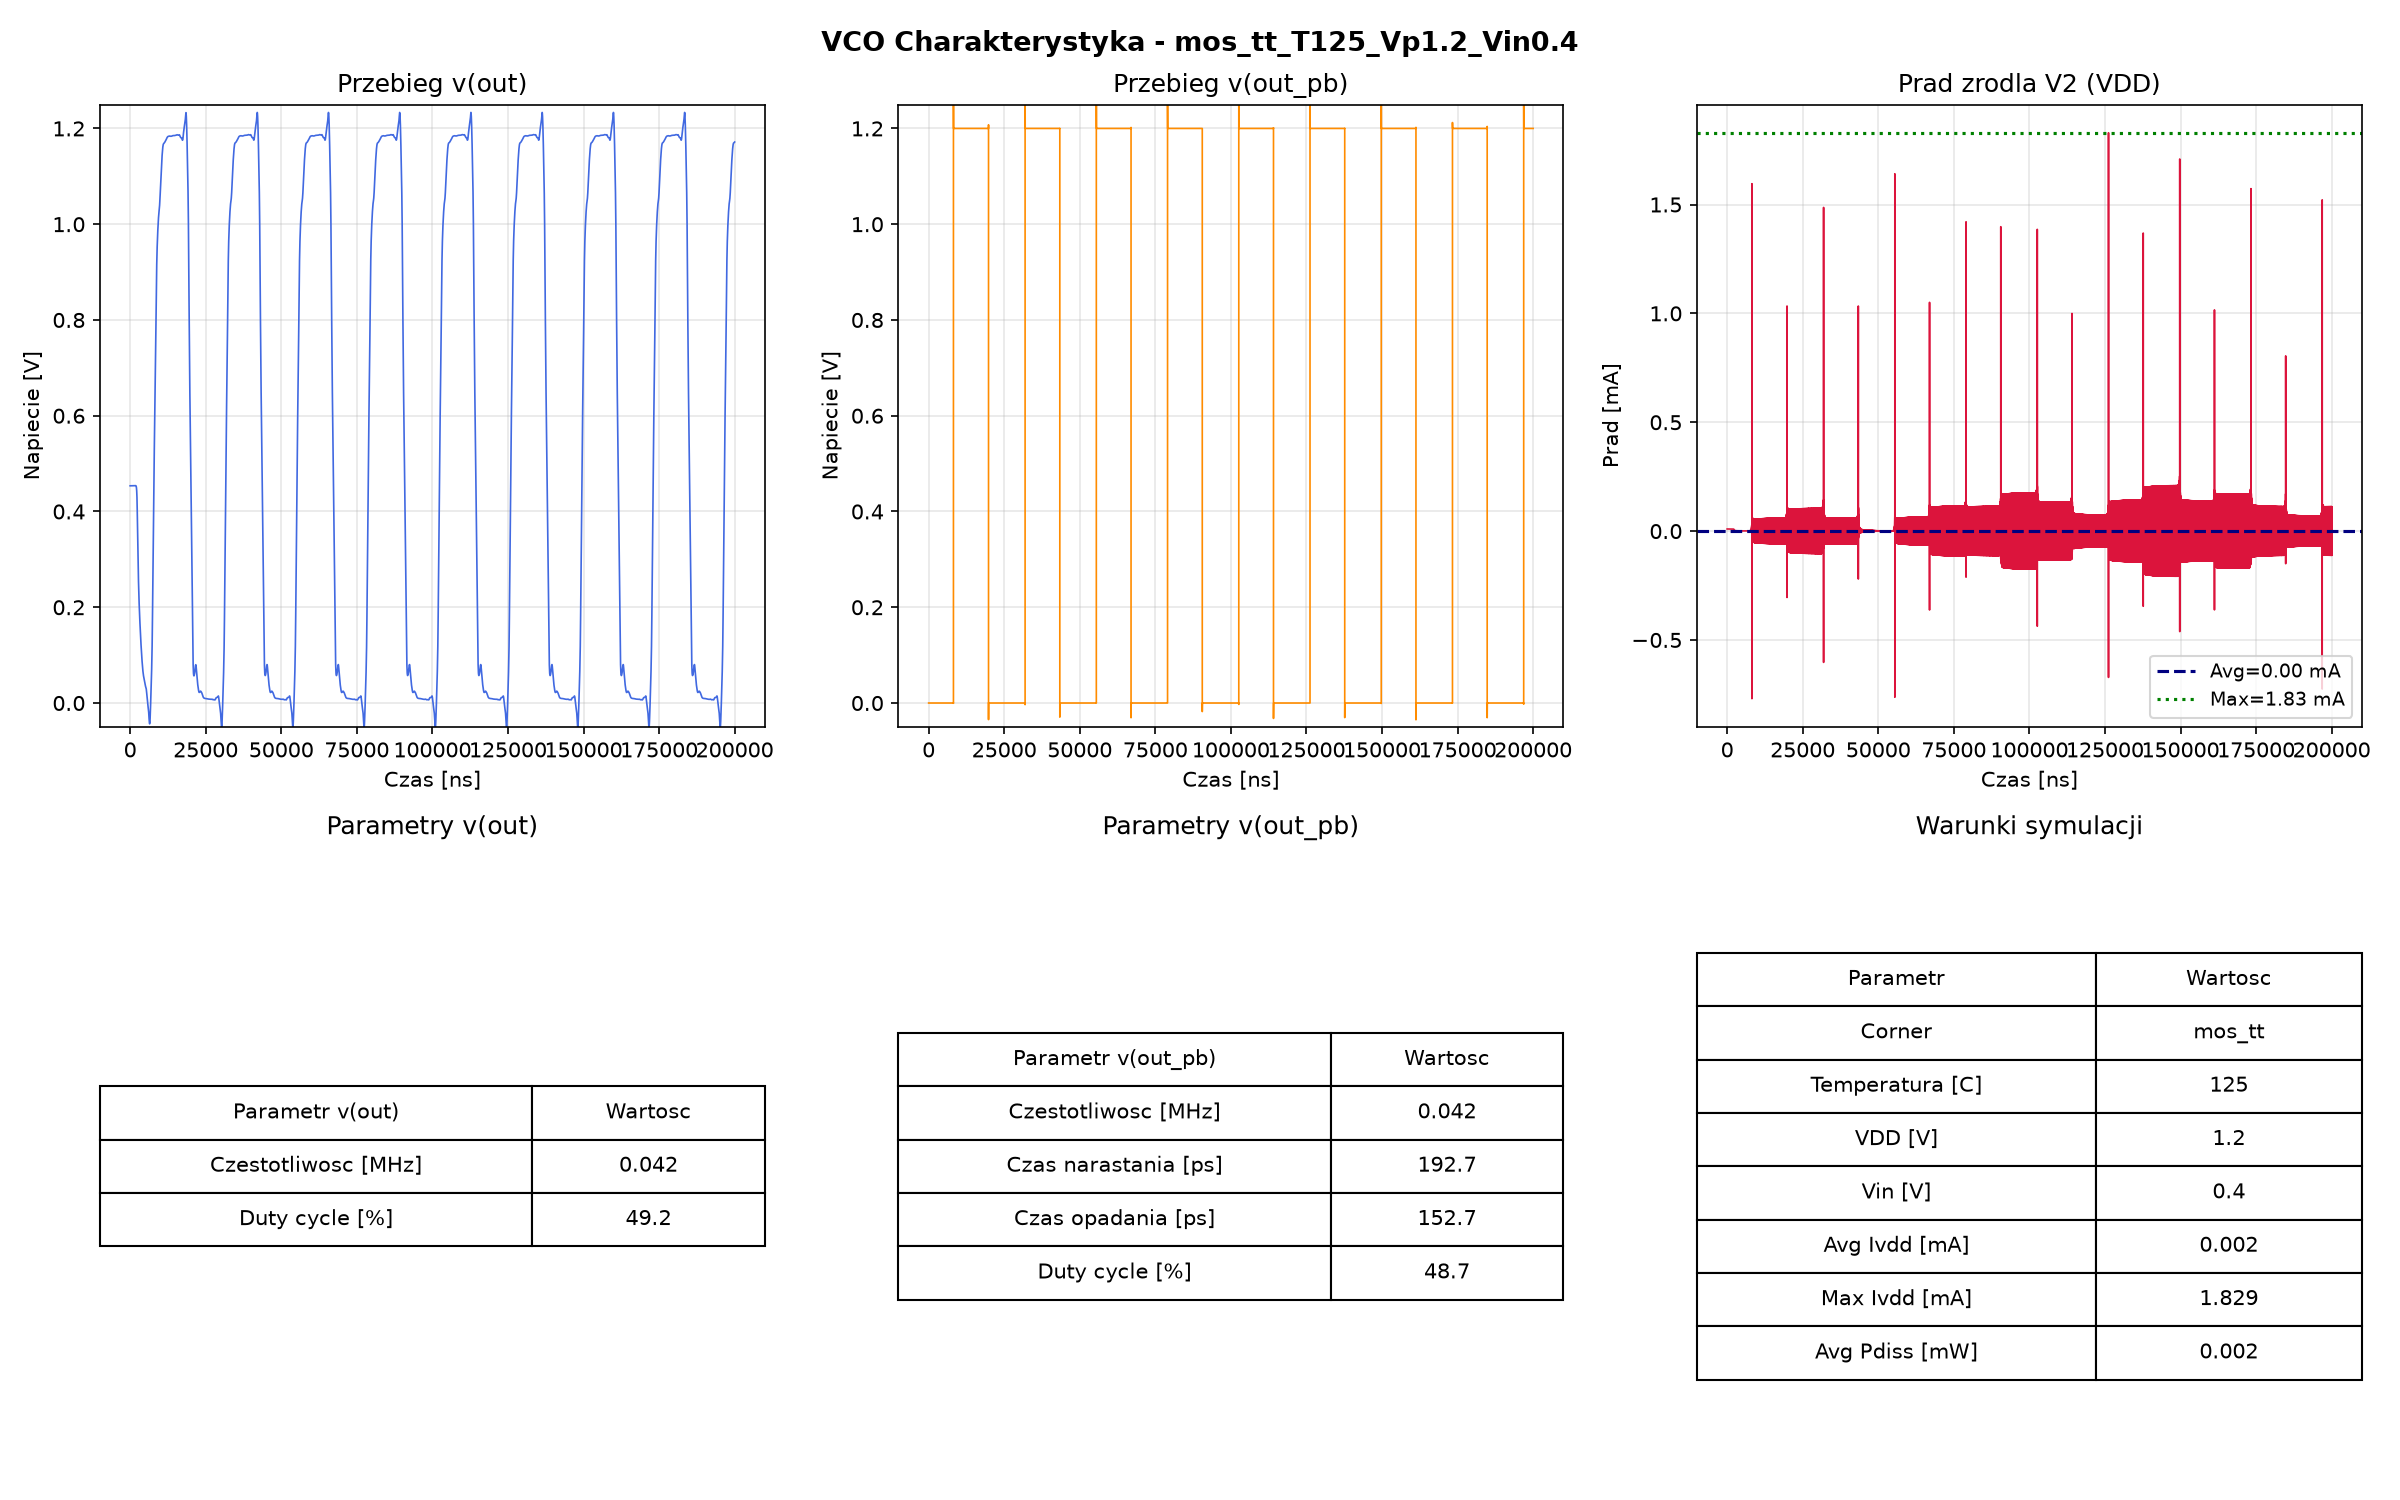 VCO Charakterystyka - mos_tt_T125_Vp1.2_Vin0.4
Przebieg v(out)
Napiecie [V]
1.2
1.0
0.8
0.6
0.4
0.2
0.0
0 25000 50000 75000 100000 125000 150000 175000 200000
Czas [ns]
Przebieg v(out_pb)
Napiecie [V]
1.2
1.0
0.8
0.6
0.4
0.2
0.0
0 25000 50000 75000 100000 125000 150000 175000 200000
Czas [ns]
Prad zrodla V2 (VDD)
Prad [mA]
1.5
1.0
0.5
0.0
−0.5
Avg=0.00 mA
Max=1.83 mA
0 25000 50000 75000 100000 125000 150000 175000 200000
Czas [ns]
Parametry v(out)
Parametr v(out) Wartosc
Czestotliwosc [MHz] 0.042
Duty cycle [%] 49.2
Parametry v(out_pb)
Parametr v(out_pb) Wartosc
Czestotliwosc [MHz] 0.042
Czas narastania [ps] 192.7
Czas opadania [ps] 152.7
Duty cycle [%] 48.7
Warunki symulacji
Parametr Wartosc
Corner mos_tt
Temperatura [C] 125
VDD [V] 1.2
Vin [V] 0.4
Avg Ivdd [mA] 0.002
Max Ivdd [mA] 1.829
Avg Pdiss [mW] 0.002